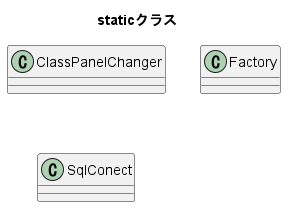 staticクラス
C ClassPanelChanger
C Factory
C SqlConect